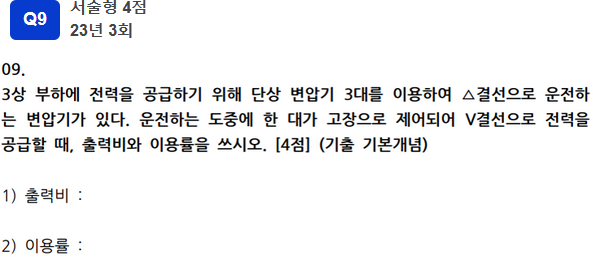 Q9
서술형 4점
23년 3회
09.
3상 부하에 전력을 공급하기 위해 단상 변압기 3대를 이용하여 △결선으로 운전하
는 변압기가 있다. 운전하는 도중에 한 대가 고장으로 제어되어 V결선으로 전력을
공급할 때, 출력비와 이용률을 쓰시오. [4점] (기출 기본개념)
1) 출력비 :
2) 이용률 :